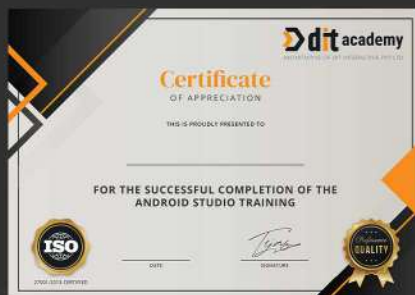 dit academy
Certificate
OF APPRECIATION
THIS IS PROUDLY PRESENTED TO
FOR THE SUCCESSFUL COMPLETION OF THE
ANDROID STUDIO TRAINING
ISO
CERTIFIED
DATE
SIGNATURE
QUALITY